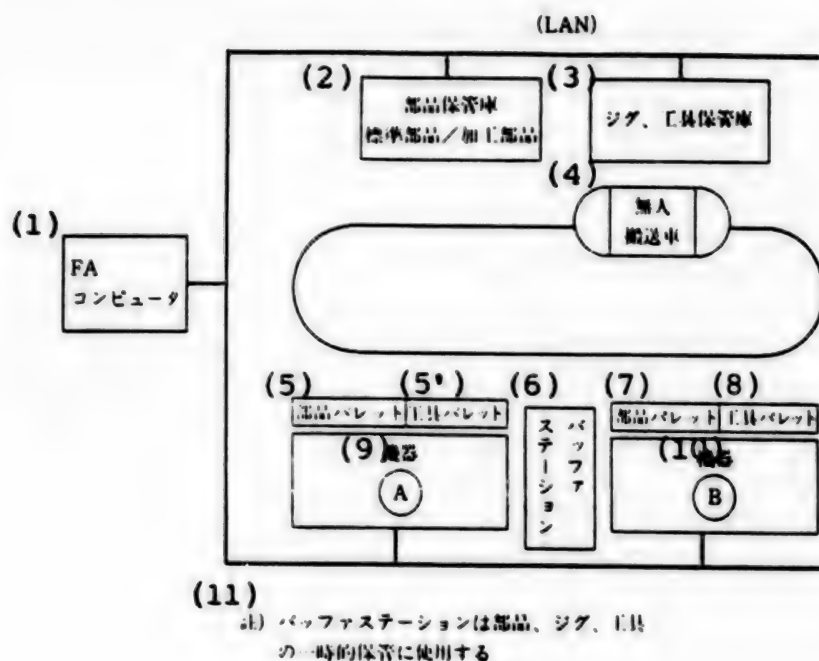 (LAN)
(2)
部品保管庫
標準部品/加工部品
(3)
ジグ、工具保管庫
(4)
無人
搬送車
(1)
FA
コンピュータ
(5)
部品パレット
(5')
工具パレット
(6)
バッファ
ステーション
(7)
部品パレット
(8)
工具パレット
(9)
機器
A
(10)
機器
B
(11)
註) バッファステーションは部品、ジグ、工具
の一時的保管に使用する